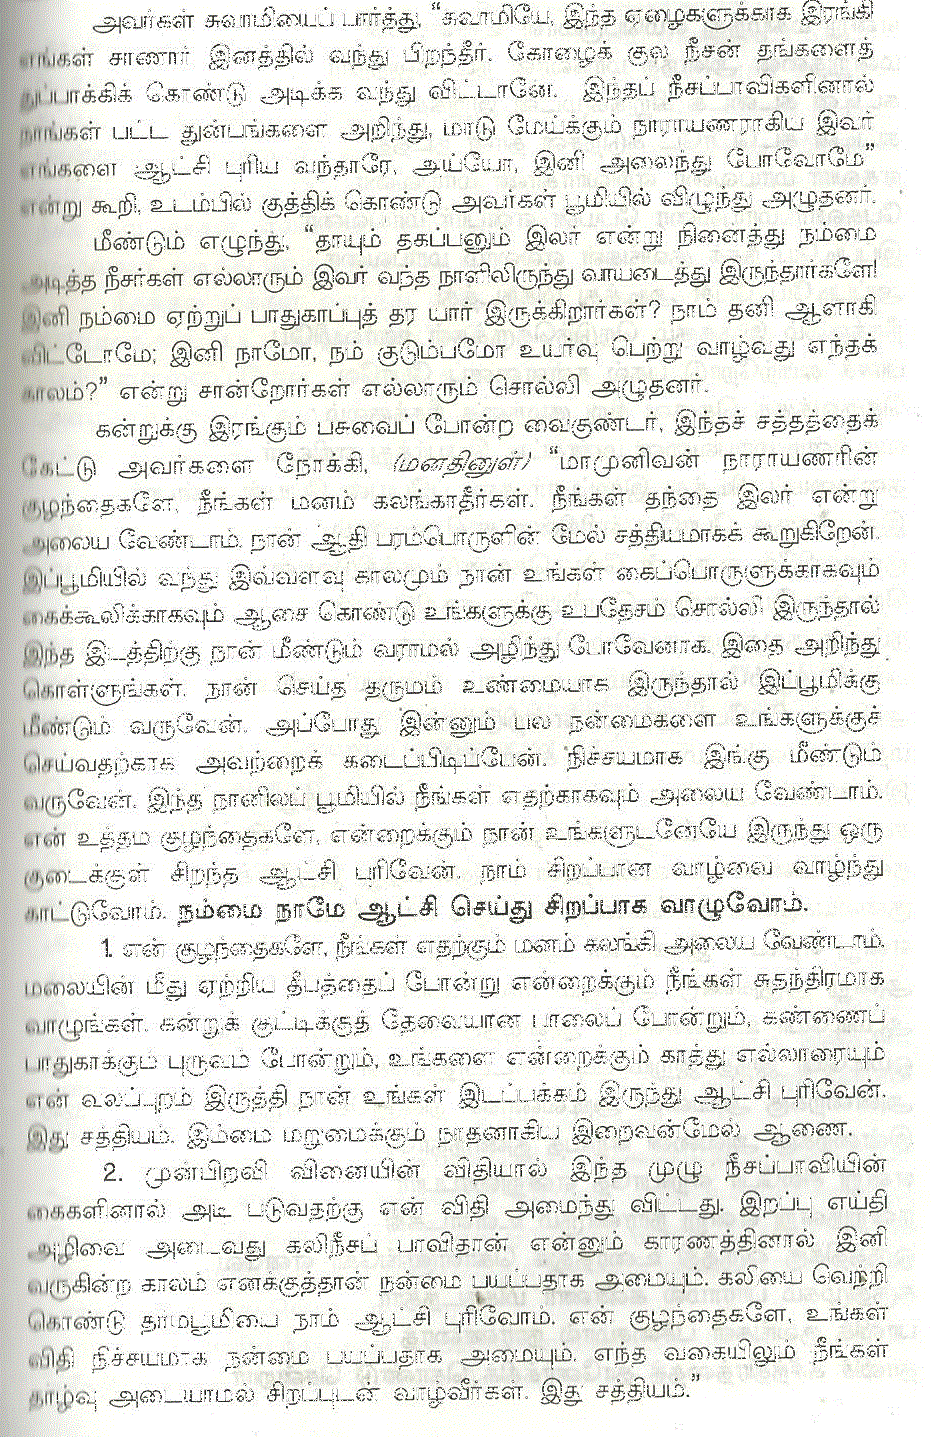 அவர்கள் சுவாமியைப் பார்த்து, “சுவாமியே, இந்த ஏழைகளுக்காக இரங்கி
எங்கள் சாணார் இனத்தில் வந்து பிறந்தீர். கோழைக் குல நீசன் தங்களைத்
துப்பாக்கிக் கொண்டு அடிக்க வந்து விட்டானே. இந்தப் நீசப்பாவிகளினால்
நாங்கள் பட்ட துன்பங்களை அறிந்து, மாடு மேய்க்கும் நாராயணராகிய இவர்
எங்களை ஆட்சி புரிய வந்தாரே, அய்யோ, இனி அலைந்து போவோமே”
என்று கூறி, உடம்பில் குத்திக் கொண்டு அவர்கள் பூமியில் விழுந்து அழுதனர்.
மீண்டும் எழுந்து, “தாயும் தகப்பனும் இலர் என்று நினைத்து நம்மை
அடித்த நீசர்கள் எல்லாரும் இவர் வந்த நாளிலிருந்து வாயடைத்து இருந்தார்களே!
இனி நம்மை ஏற்றுப் பாதுகாப்புத் தர யார் இருக்கிறார்கள்? நாம் தனி ஆளாகி
விட்டோமே; இனி நாமோ, நம் குடும்பமோ உயர்வு பெற்று வாழ்வது எந்தக்
காலம்?” என்று சான்றோர்கள் எல்லாரும் சொல்லி அழுதனர்.
கன்றுக்கு இரங்கும் பசுவைப் போன்ற வைகுண்டர், இந்தச் சத்தத்தைக்
கேட்டு அவர்களை நோக்கி, (மனதினுள்) “மாமுனிவன் நாராயணரின்
குழந்தைகளே, நீங்கள் மனம் கலங்காதீர்கள். நீங்கள் தந்தை இலர் என்று
அலைய வேண்டாம். நான் ஆதி பரம்பொருளின் மேல் சத்தியமாகக் கூறுகிறேன்.
இப்பூமியில் வந்து இவ்வளவு காலமும் நான் உங்கள் கைப்பொருளுக்காகவும்
கைக்கூலிக்காகவும் ஆசை கொண்டு உங்களுக்கு உபதேசம் சொல்லி இருந்தால்
இந்த இடத்திற்கு நான் மீண்டும் வராமல் அழிந்து போவேனாக. இதை அறிந்து
கொள்ளுங்கள். நான் செய்த தருமம் உண்மையாக இருந்தால் இப்பூமிக்கு
மீண்டும் வருவேன். அப்போது இன்னும் பல நன்மைகளை உங்களுக்குச்
செய்வதற்காக அவற்றைக் கடைப்பிடிப்பேன். நிச்சயமாக இங்கு மீண்டும்
வருவேன். இந்த நானிலப் பூமியில் நீங்கள் எதற்காகவும் அலைய வேண்டாம்.
என் உத்தம குழந்தைகளே, என்றைக்கும் நான் உங்களுடனேயே இருந்து ஒரு
குடைக்குள் சிறந்த ஆட்சி புரிவேன். நாம் சிறப்பான வாழ்வை வாழ்ந்து
காட்டுவோம். நம்மை நாமே ஆட்சி செய்து சிறப்பாக வாழுவோம்.
1. என் குழந்தைகளே, நீங்கள் எதற்கும் மனம் கலங்கி அலைய வேண்டாம்.
மலையின் மீது ஏற்றிய தீபத்தைப் போன்று என்றைக்கும் நீங்கள் சுதந்திரமாக
வாழுங்கள். கன்றுக் குட்டிக்குத் தேவையான பாலைப் போன்றும், கண்ணைப்
பாதுகாக்கும் புருவம் போன்றும், உங்களை என்றைக்கும் காத்து எல்லாரையும்
என் வலப்புறம் இருத்தி நான் உங்கள் இடப்பக்கம் இருந்து ஆட்சி புரிவேன்.
இது சத்தியம். இம்மை மறுமைக்கும் நாதனாகிய இறைவன்மேல் ஆணை.
2. முன்பிறவி வினையின் விதியால் இந்த முழு நீசப்பாவியின்
கைகளினால் அடி படுவதற்கு என் விதி அமைந்து விட்டது. இறப்பு எய்தி
அழிவை அடைவது கலிநீசப் பாவிதான் என்னும் காரணத்தினால் இனி
வருகின்ற காலம் எனக்குத்தான் நன்மை பயப்பதாக அமையும். கலியை வெற்றி
கொண்டு தர்மபூமியை நாம் ஆட்சி புரிவோம். என் குழந்தைகளே, உங்கள்
விதி நிச்சயமாக நன்மை பயப்பதாக அமையும். எந்த வகையிலும் நீங்கள்
தாழ்வு அடையாமல் சிறப்புடன் வாழ்வீர்கள். இது சத்தியம்.”